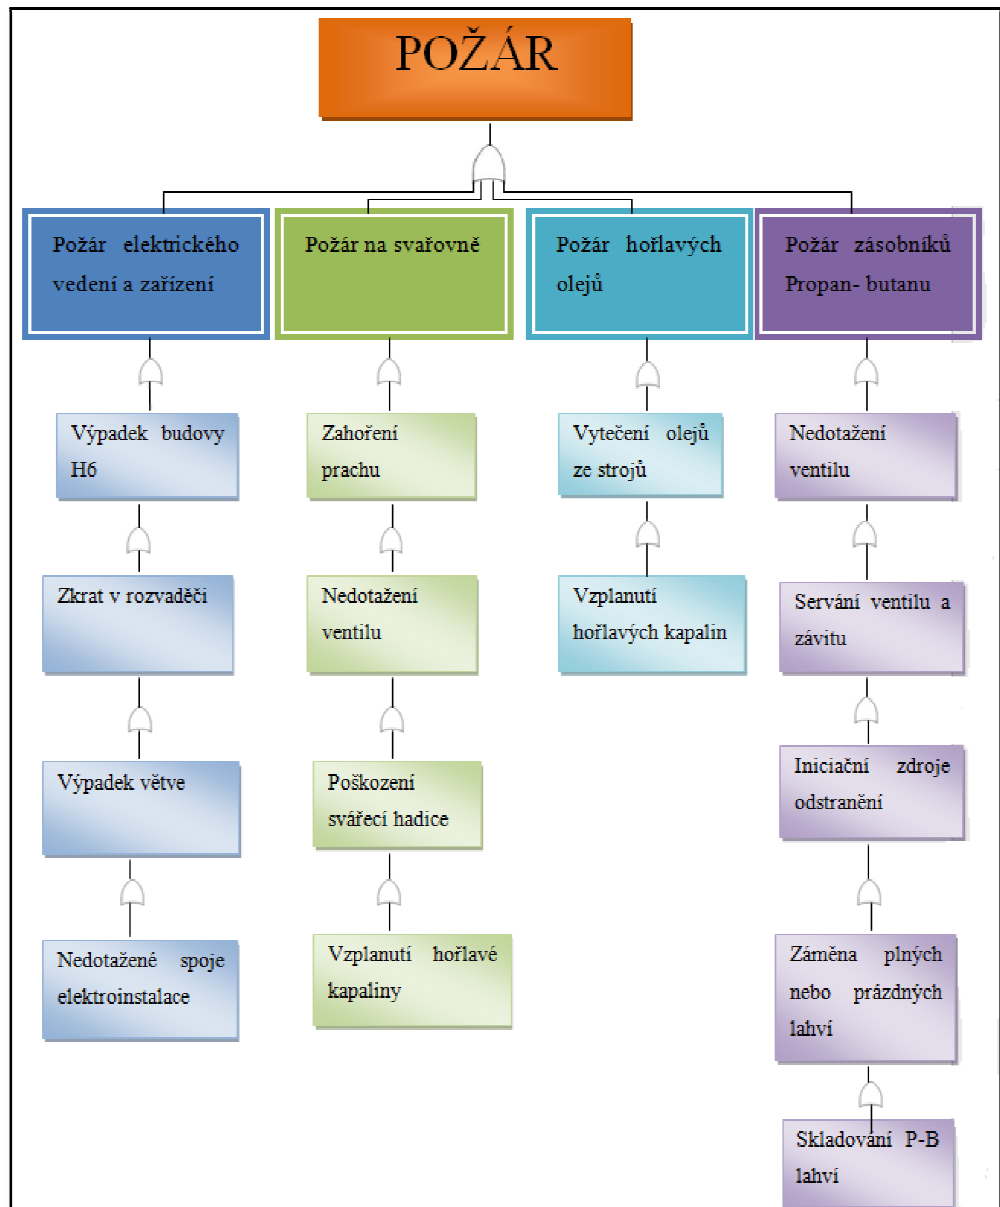 POŽÁR
Požár elektrického
vedení a zařízení
Požár na svařovně
Požár hořlavých
olejů
Požár zásobníků
Propan- butanu
Výpadek budovy
H6
Zkrat v rozvaděči
Výpadek větve
Nedotažené spoje
elektroinstalace
Zahoření
prachu
Nedotažení
ventilu
Poškození
svářecí hadice
Vzplanutí hořlavé
kapaliny
Vytečení olejů
ze strojů
Vzplanutí
hořlavých kapalin
Nedotažení
ventilu
Servání ventilu a
závitu
Iniciační zdroje
odstranění
Záměna plných
nebo prázdných
lahví
Skladování P-B
lahví